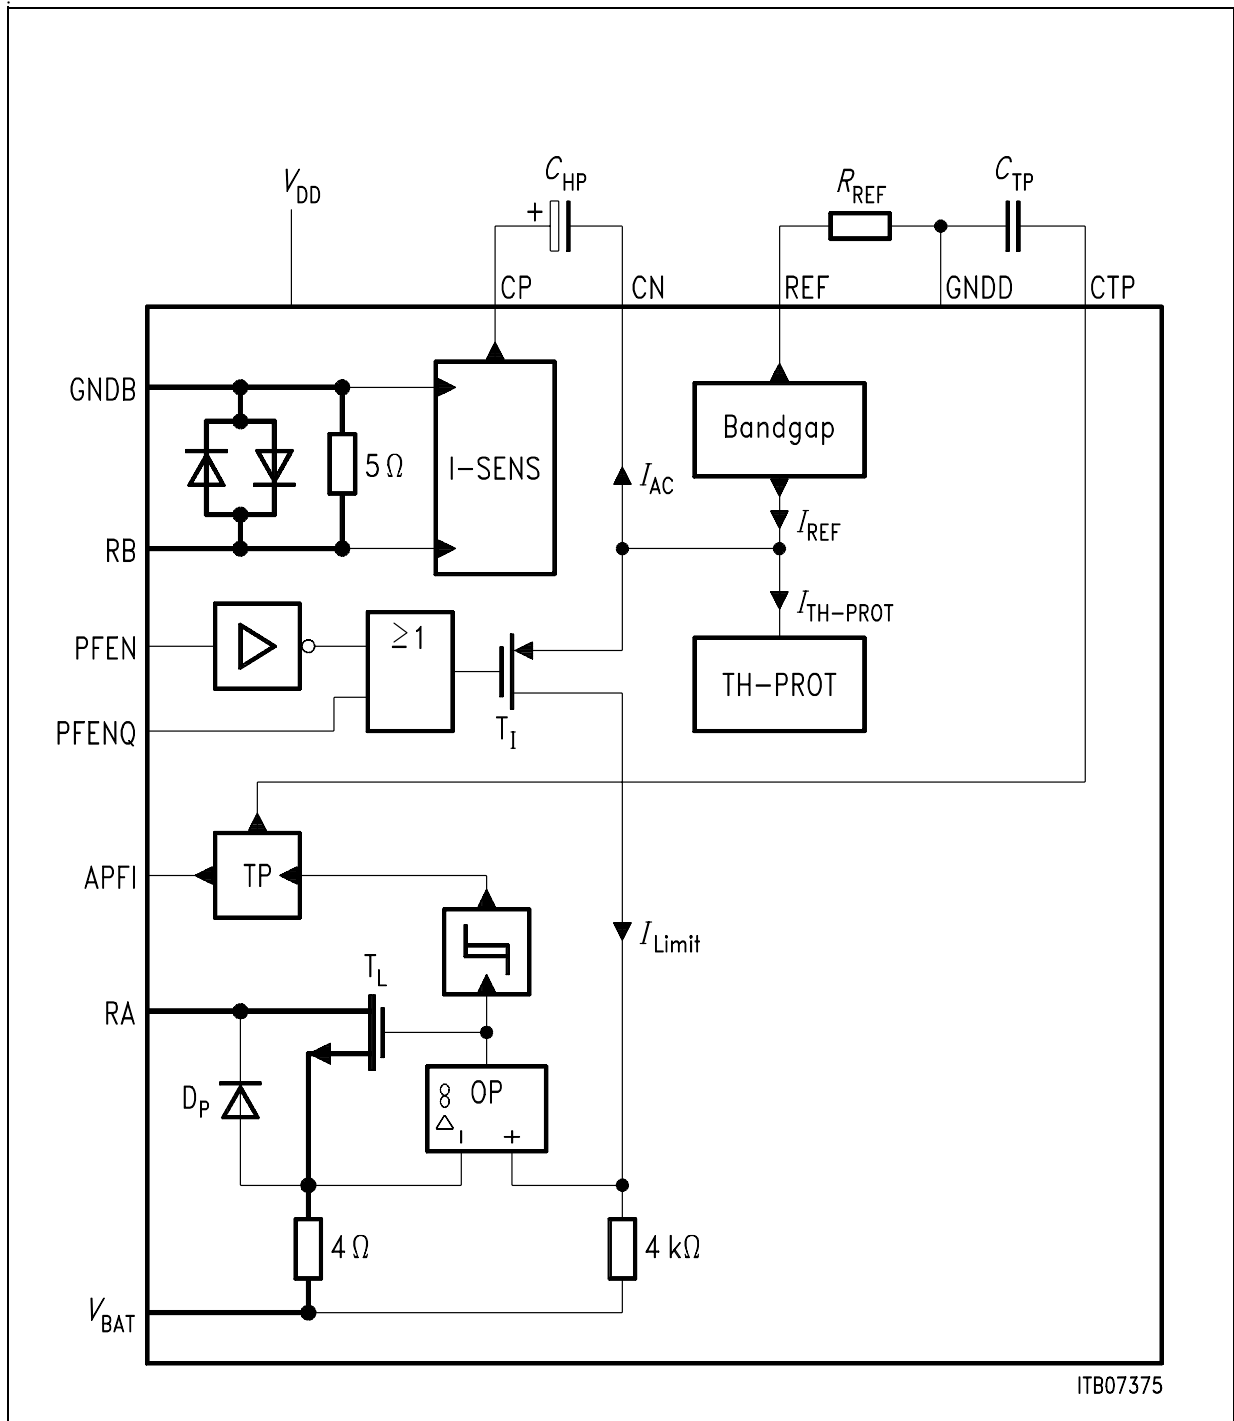 V_DD
C_HP
R_REF
C_TP
+
CP
CN
REF
GNDD
CTP
GNDB
5 Ω
I-SENS
Bandgap
I_AC
I_REF
RB
I_TH-PROT
PFEN
≥1
TH-PROT
T_I
PFENQ
APFI
TP
I_Limit
T_L
RA
D_P
8
OP
- +
4 Ω
4 kΩ
V_BAT
ITB07375